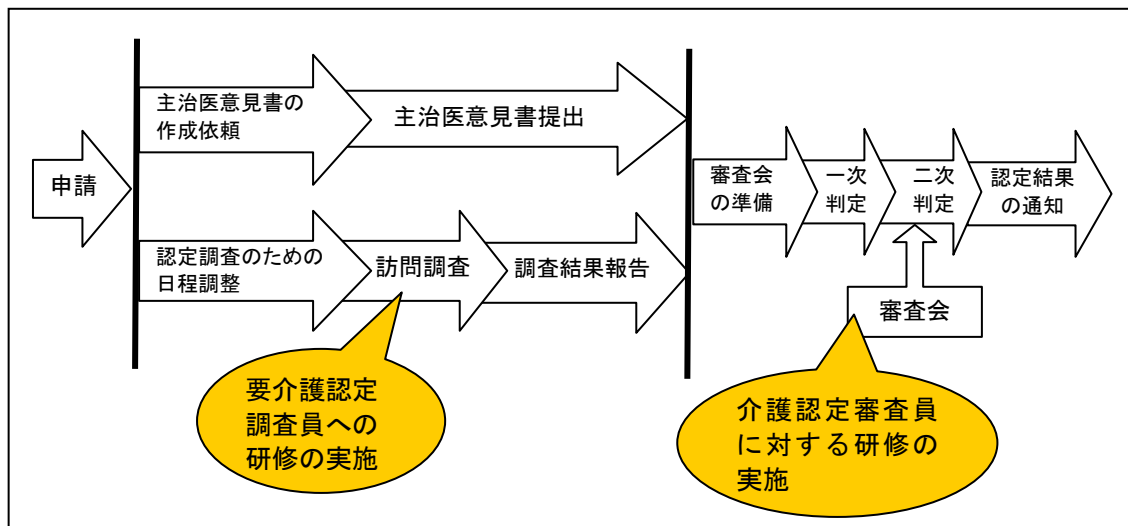 申請
主治医意見書の
作成依頼
主治医意見書提出
認定調査のための
日程調整
訪問調査
調査結果報告
審査会
の準備
一次
判定
二次
判定
認定結果
の通知
審査会
要介護認定
調査員への
研修の実施
介護認定審査員
に対する研修の
実施